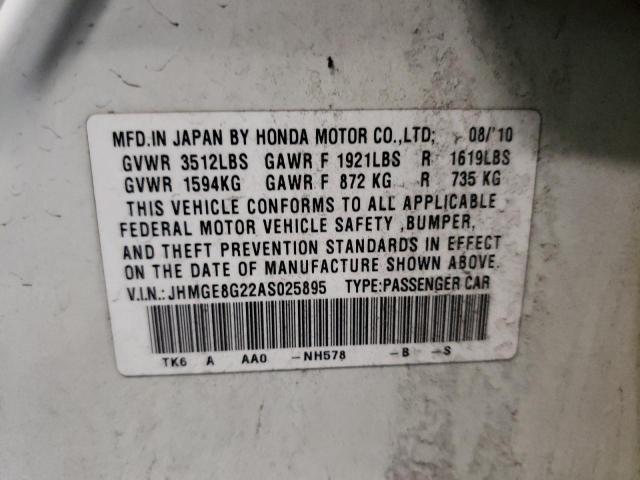 MFD.IN JAPAN BY HONDA MOTOR CO.,LTD; 08/'10
GVWR 3512LBS GAWR F 1921LBS R 1619LBS
GVWR 1594KG GAWR F 872 KG R 735 KG
THIS VEHICLE CONFORMS TO ALL APPLICABLE
FEDERAL MOTOR VEHICLE SAFETY ,BUMPER,
AND THEFT PREVENTION STANDARDS IN EFFECT
ON THE DATE OF MANUFACTURE SHOWN ABOVE.
V.I.N.:JHMGE8G22AS025895 TYPE:PASSENGER CAR
TK6 A AA0 -NH578 -B -S